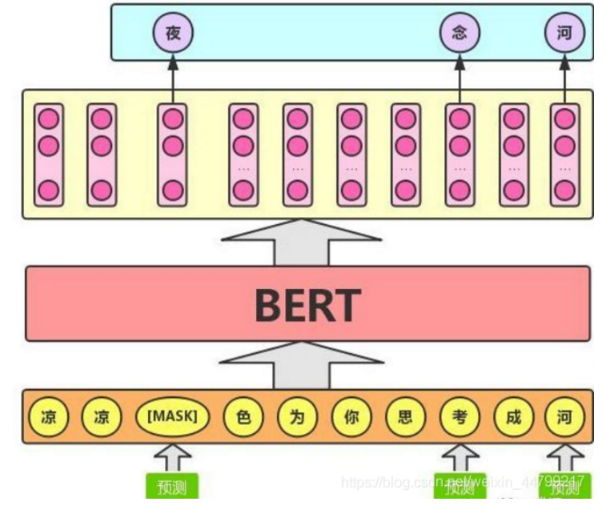 夜 念 河
... ... ... ... ... ... ...
BERT
凉 凉 [MASK] 色 为 你 思 考 成 河
https://blog.csdn.net/weixin_44799217
预测 预测 预测